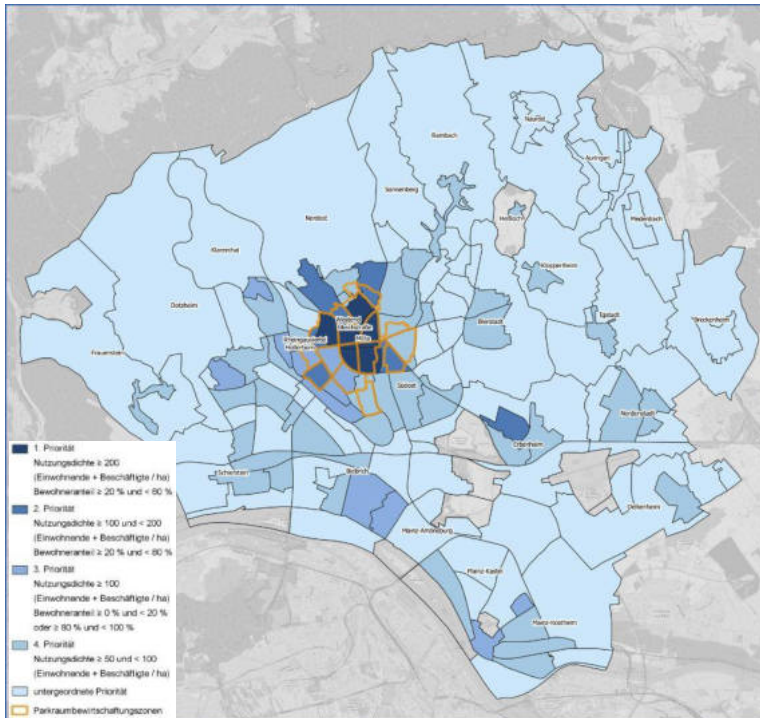 Naurod
Rambach
Auringen
Sonnenberg
Medenbach
Heßloch
Nordost
Klarenthal
Kloppenheim
Dotzheim
Igstadt
Breckenheim
Bierstadt
Mitte
Rheingauviertel
Hollerhein
Frauenstein
Südost
Nordenstadt
Erbenheim
Schierstein
Biebrich
Delkenheim
Mainz-Amöneburg
Mainz-Kastel
Mainz-Kostheim
1. Priorität
Nutzungsdichte ≥ 200
(Einwohnende + Beschäftigte / ha)
Bewohneranteil ≥ 20 % und < 80 %
2. Priorität
Nutzungsdichte ≥ 100 und < 200
(Einwohnende + Beschäftigte / ha)
Bewohneranteil ≥ 20 % und < 80 %
3. Priorität
Nutzungsdichte ≥ 100
(Einwohnende + Beschäftigte / ha)
Bewohneranteil ≥ 0 % und < 20 %
oder ≥ 80 % und < 100 %
4. Priorität
Nutzungsdichte ≥ 50 und < 100
(Einwohnende + Beschäftigte / ha)
untergeordnete Priorität
Parkraumbewirtschaftungszonen